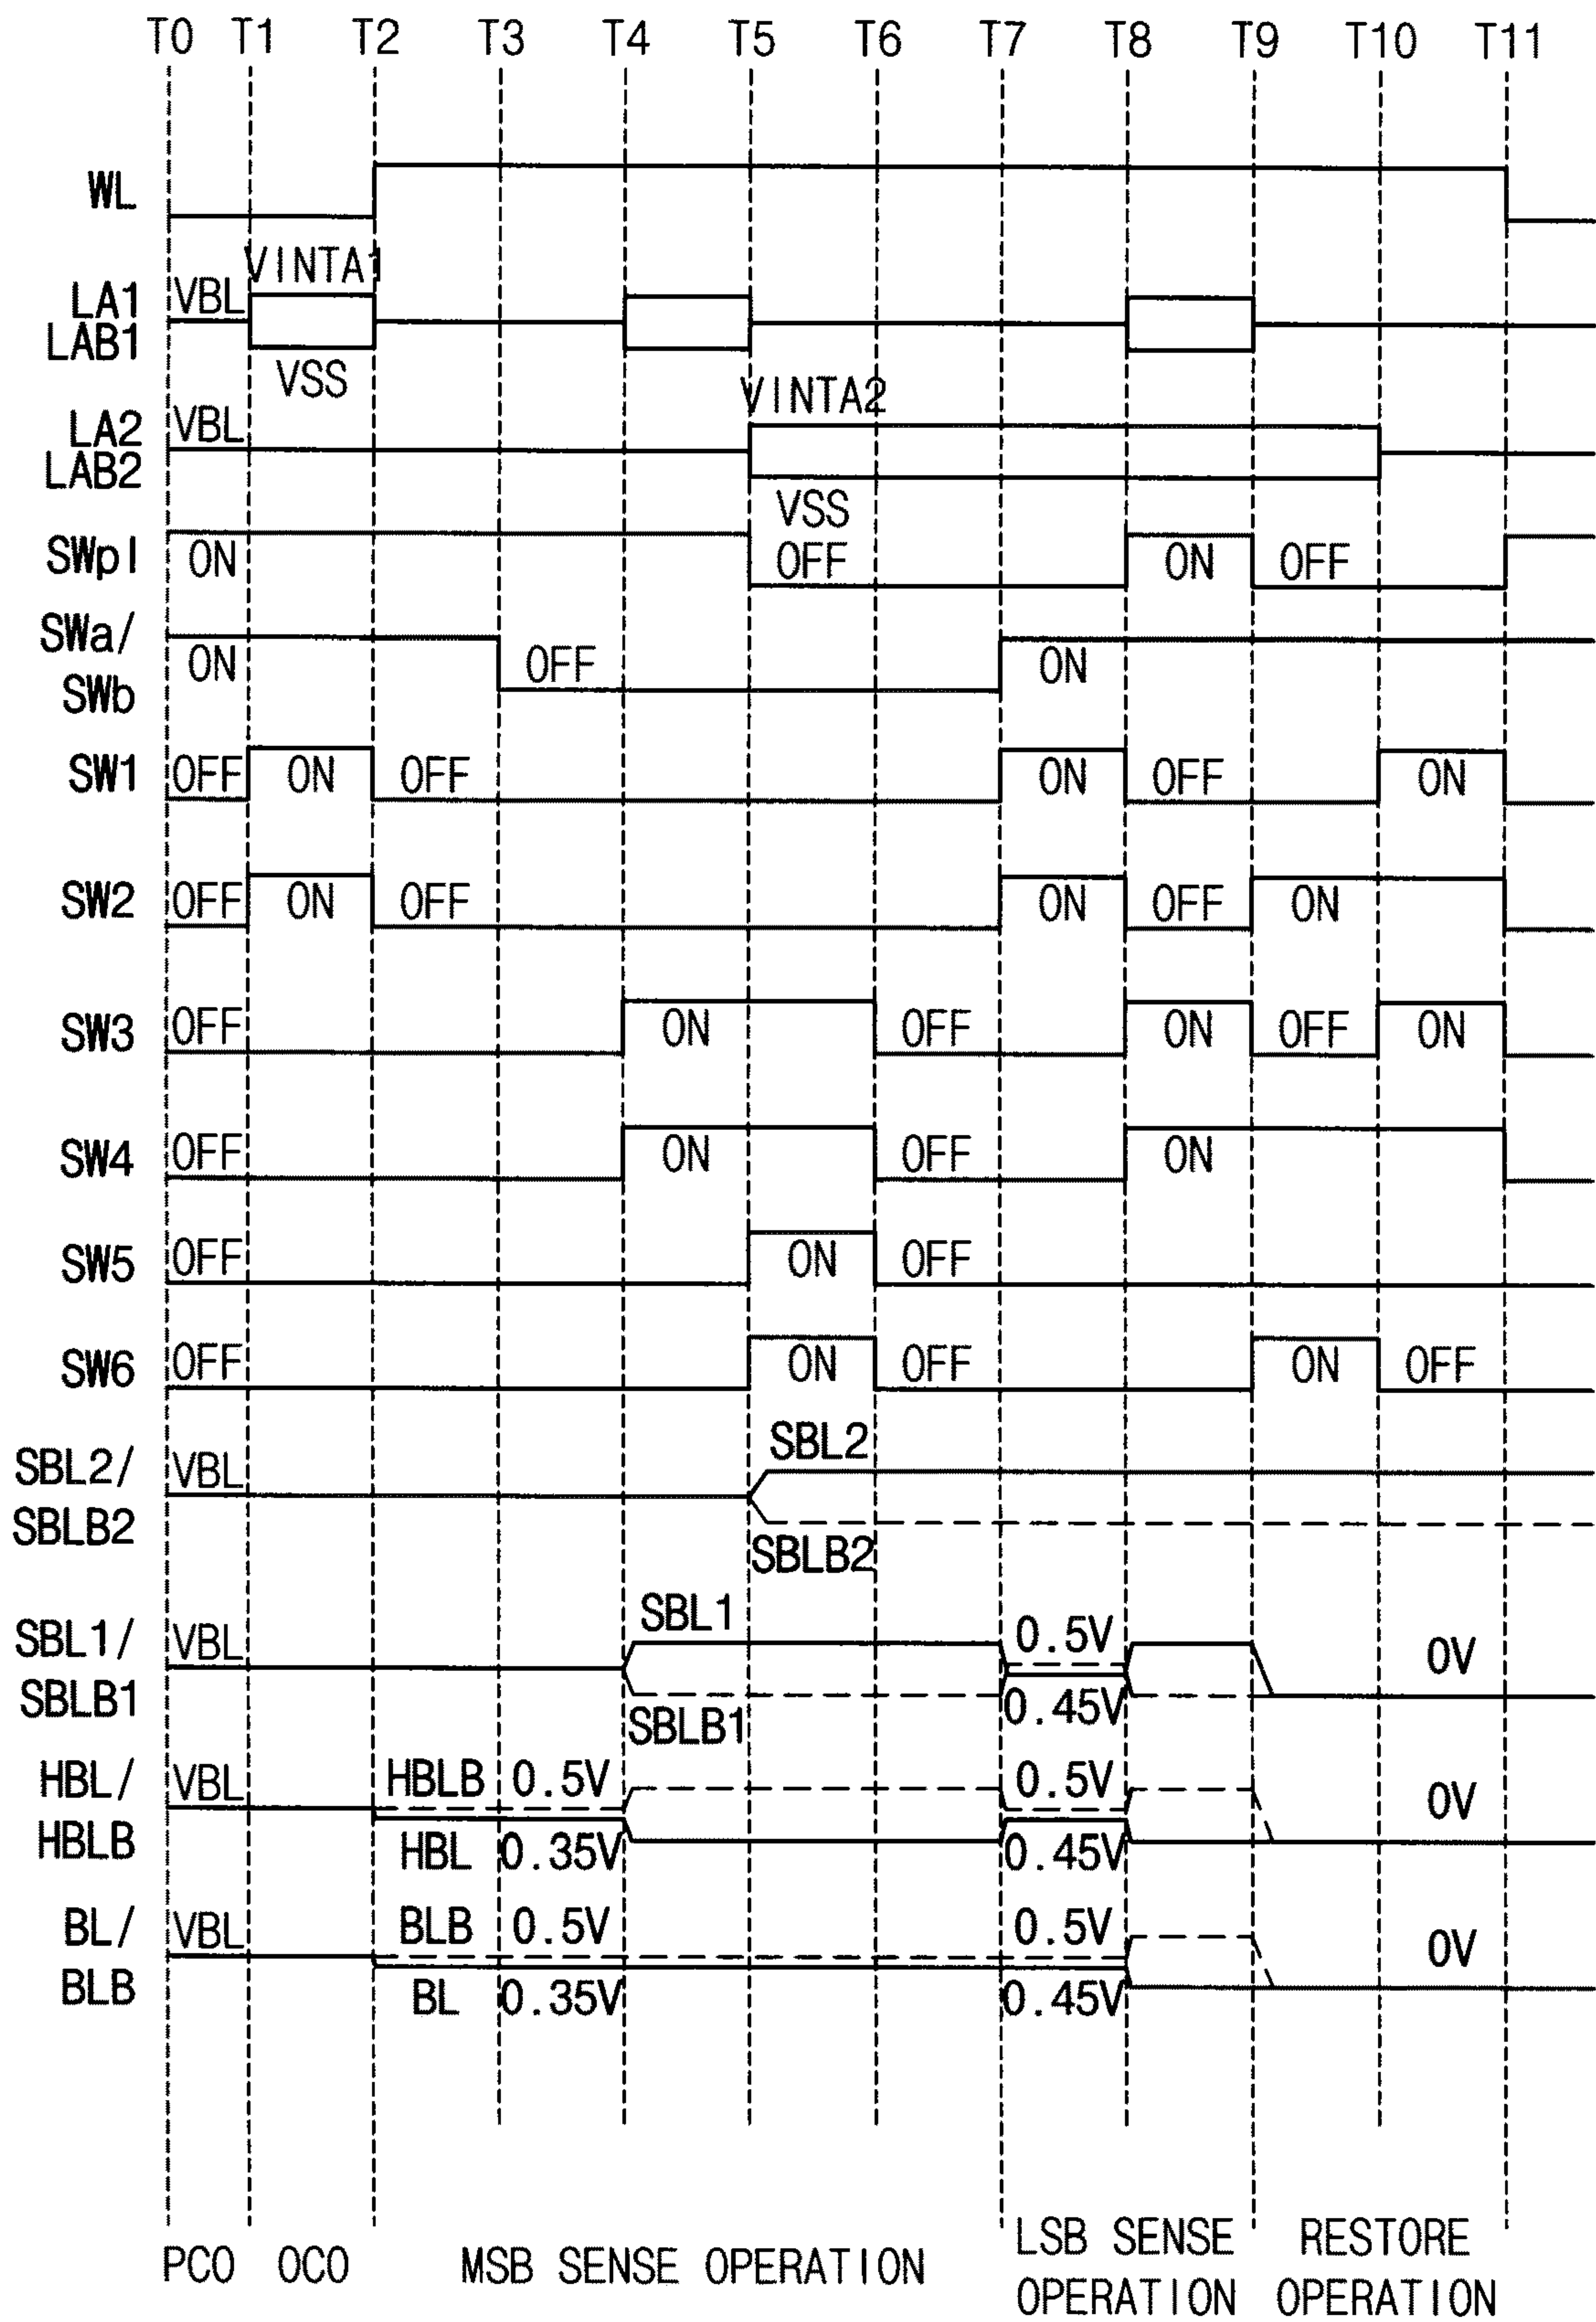 T0 T1 T2 T3 T4 T5 T6 T7 T8 T9 T10 T11
WL
VINTA1
LA1 VBL
LAB1
VSS
VINTA2
LA2 VBL
LAB2
VSS
SWpl ON OFF ON OFF
SWa/
ON OFF ON
SWb
SW1 OFF ON OFF ON OFF ON
SW2 OFF ON OFF ON OFF ON
SW3 OFF ON OFF ON OFF ON
SW4 OFF ON OFF ON
SW5 OFF ON OFF
SW6 OFF ON OFF ON OFF
SBL2
SBL2/ VBL
SBLB2
SBLB2
SBL1
SBL1/ VBL 0.5V 0V
SBLB1 SBLB1 0.45V
HBL/ VBL HBLB 0.5V 0.5V 0V
HBLB HBL 0.35V 0.45V
BL/ VBL BLB 0.5V 0.5V 0V
BLB BL 0.35V 0.45V
PCO OCO MSB SENSE OPERATION
LSB SENSE
OPERATION
RESTORE
OPERATION